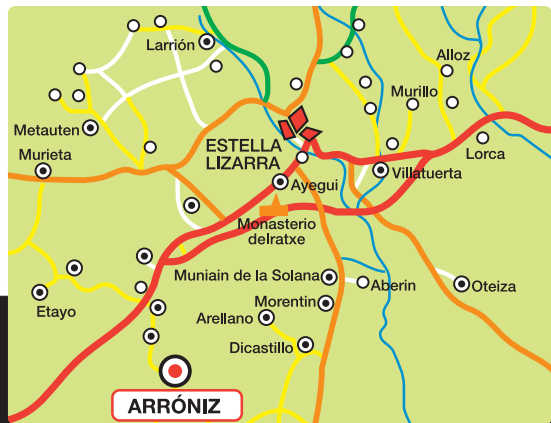 Larrión
Alloz
Murillo
Metauten
ESTELLA
LIZARRA
Lorca
Murieta
Villatuerta
Ayegui
Monasterio
deIratxe
Muniain de la Solana
Aberin
Oteiza
Etayo
Morentin
Arellano
Dicastillo
ARRÓNIZ